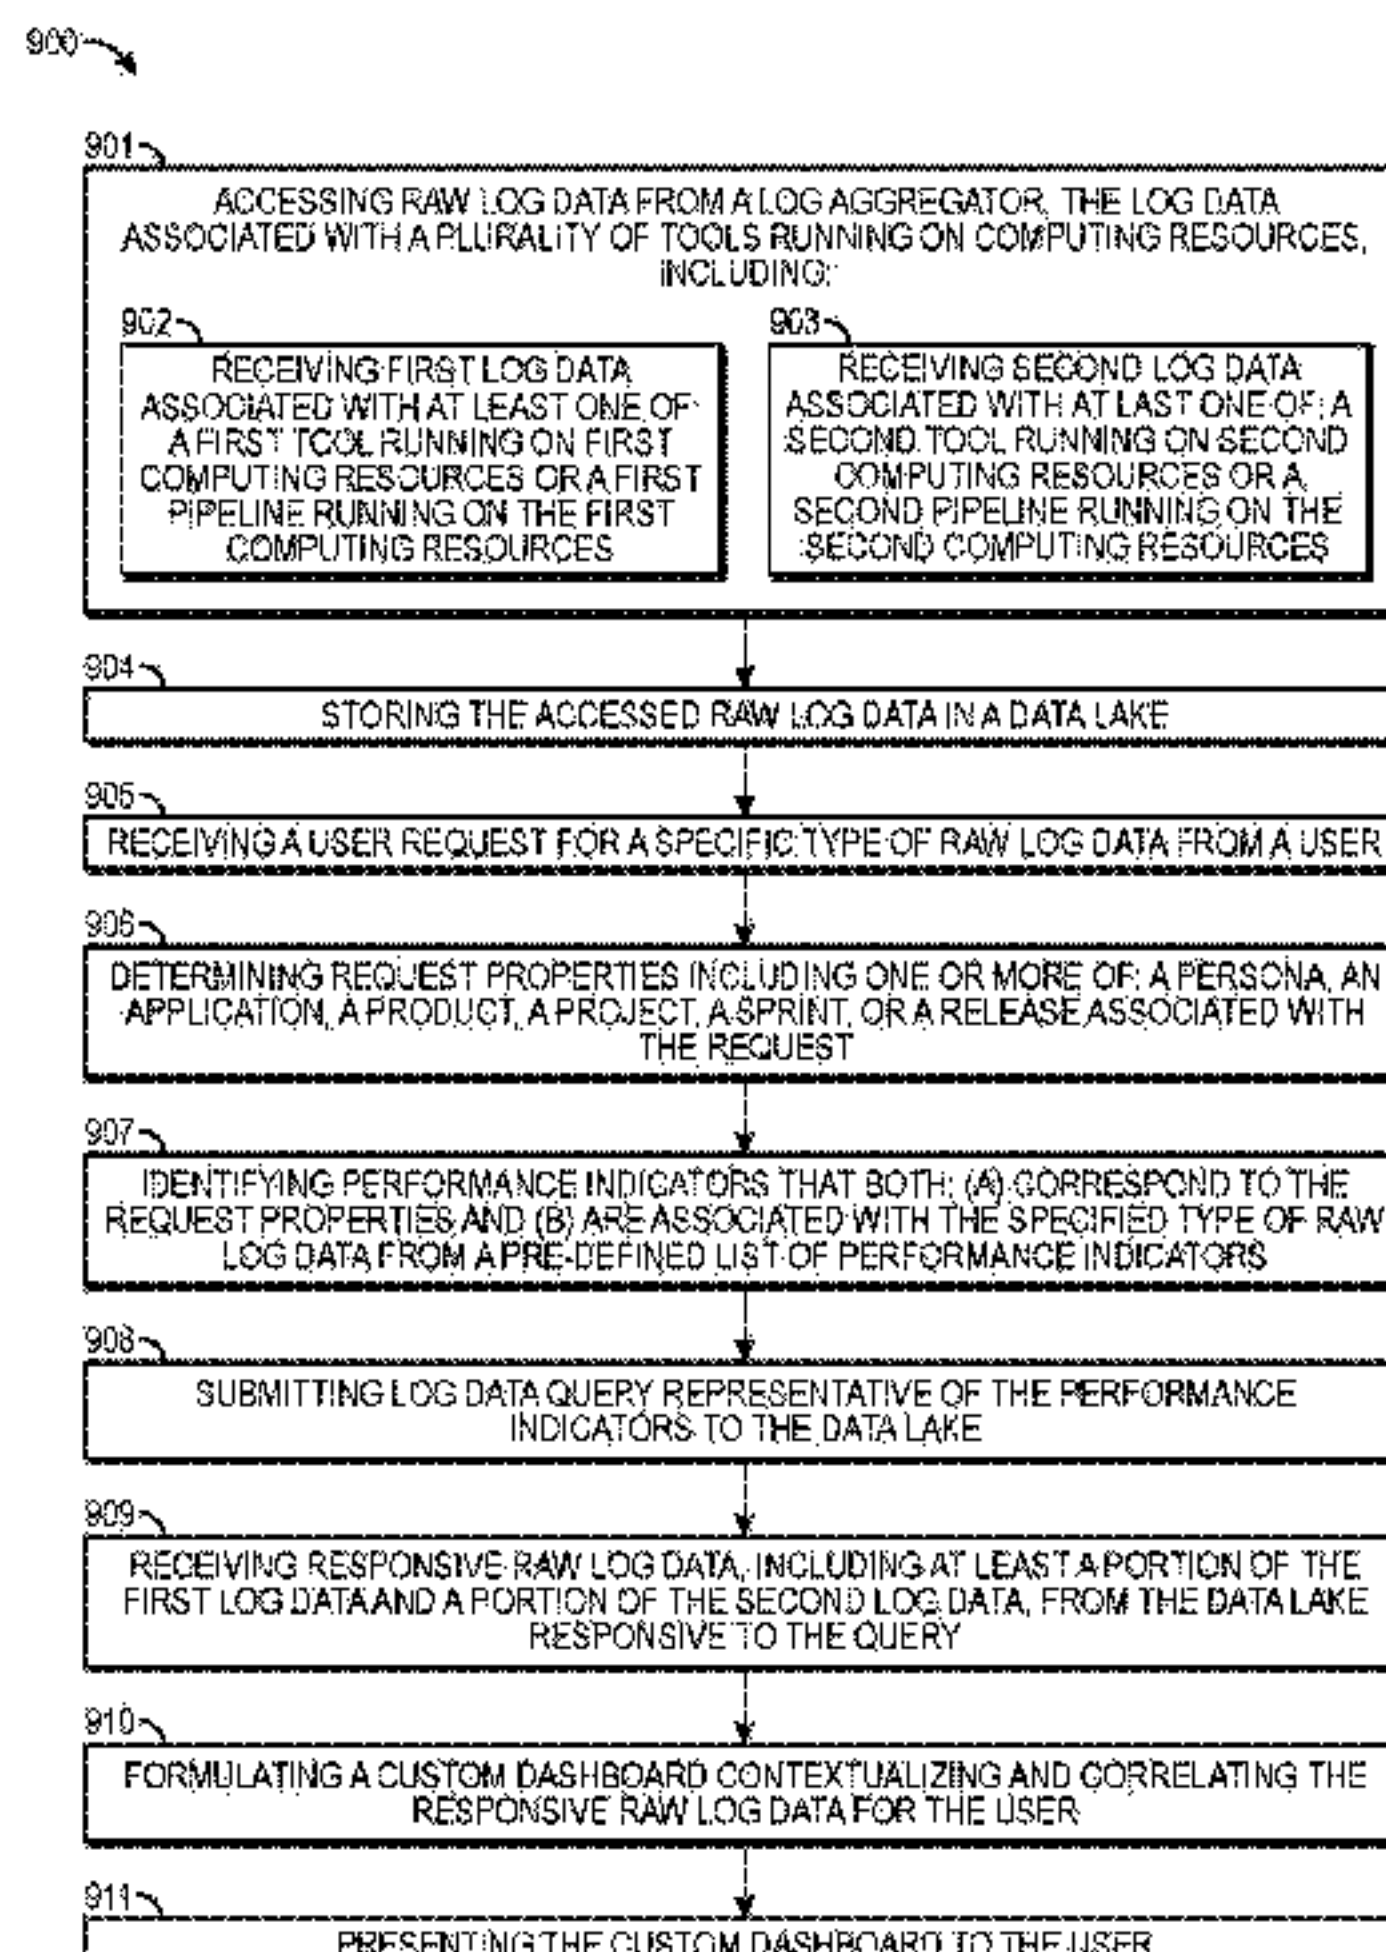 900
901
ACCESSING RAW LOG DATA FROM A LOG AGGREGATOR, THE LOG DATA
ASSOCIATED WITH A PLURALITY OF TOOLS RUNNING ON COMPUTING RESOURCES,
INCLUDING:
902
RECEIVING FIRST LOG DATA
ASSOCIATED WITH AT LEAST ONE OF
A FIRST TOOL RUNNING ON FIRST
COMPUTING RESOURCES OR A FIRST
PIPELINE RUNNING ON THE FIRST
COMPUTING RESOURCES
903
RECEIVING SECOND LOG DATA
ASSOCIATED WITH AT LAST ONE OF: A
SECOND TOOL RUNNING ON SECOND
COMPUTING RESOURCES OR A
SECOND PIPELINE RUNNING ON THE
SECOND COMPUTING RESOURCES
904
STORING THE ACCESSED RAW LOG DATA IN A DATA LAKE
905
RECEIVING A USER REQUEST FOR A SPECIFIC TYPE OF RAW LOG DATA FROM A USER
906
DETERMINING REQUEST PROPERTIES INCLUDING ONE OR MORE OF: A PERSONA, AN
APPLICATION, A PRODUCT, A PROJECT, A SPRINT, OR A RELEASE ASSOCIATED WITH
THE REQUEST
907
IDENTIFYING PERFORMANCE INDICATORS THAT BOTH: (A) CORRESPOND TO THE
REQUEST PROPERTIES AND (B) ARE ASSOCIATED WITH THE SPECIFIED TYPE OF RAW
LOG DATA FROM A PRE-DEFINED LIST OF PERFORMANCE INDICATORS
908
SUBMITTING LOG DATA QUERY REPRESENTATIVE OF THE PERFORMANCE
INDICATORS TO THE DATA LAKE
909
RECEIVING RESPONSIVE RAW LOG DATA, INCLUDING AT LEAST A PORTION OF THE
FIRST LOG DATA AND A PORTION OF THE SECOND LOG DATA, FROM THE DATA LAKE
RESPONSIVE TO THE QUERY
910
FORMULATING A CUSTOM DASHBOARD CONTEXTUALIZING AND CORRELATING THE
RESPONSIVE RAW LOG DATA FOR THE USER
911
PRESENTING THE CUSTOM DASHBOARD TO THE USER